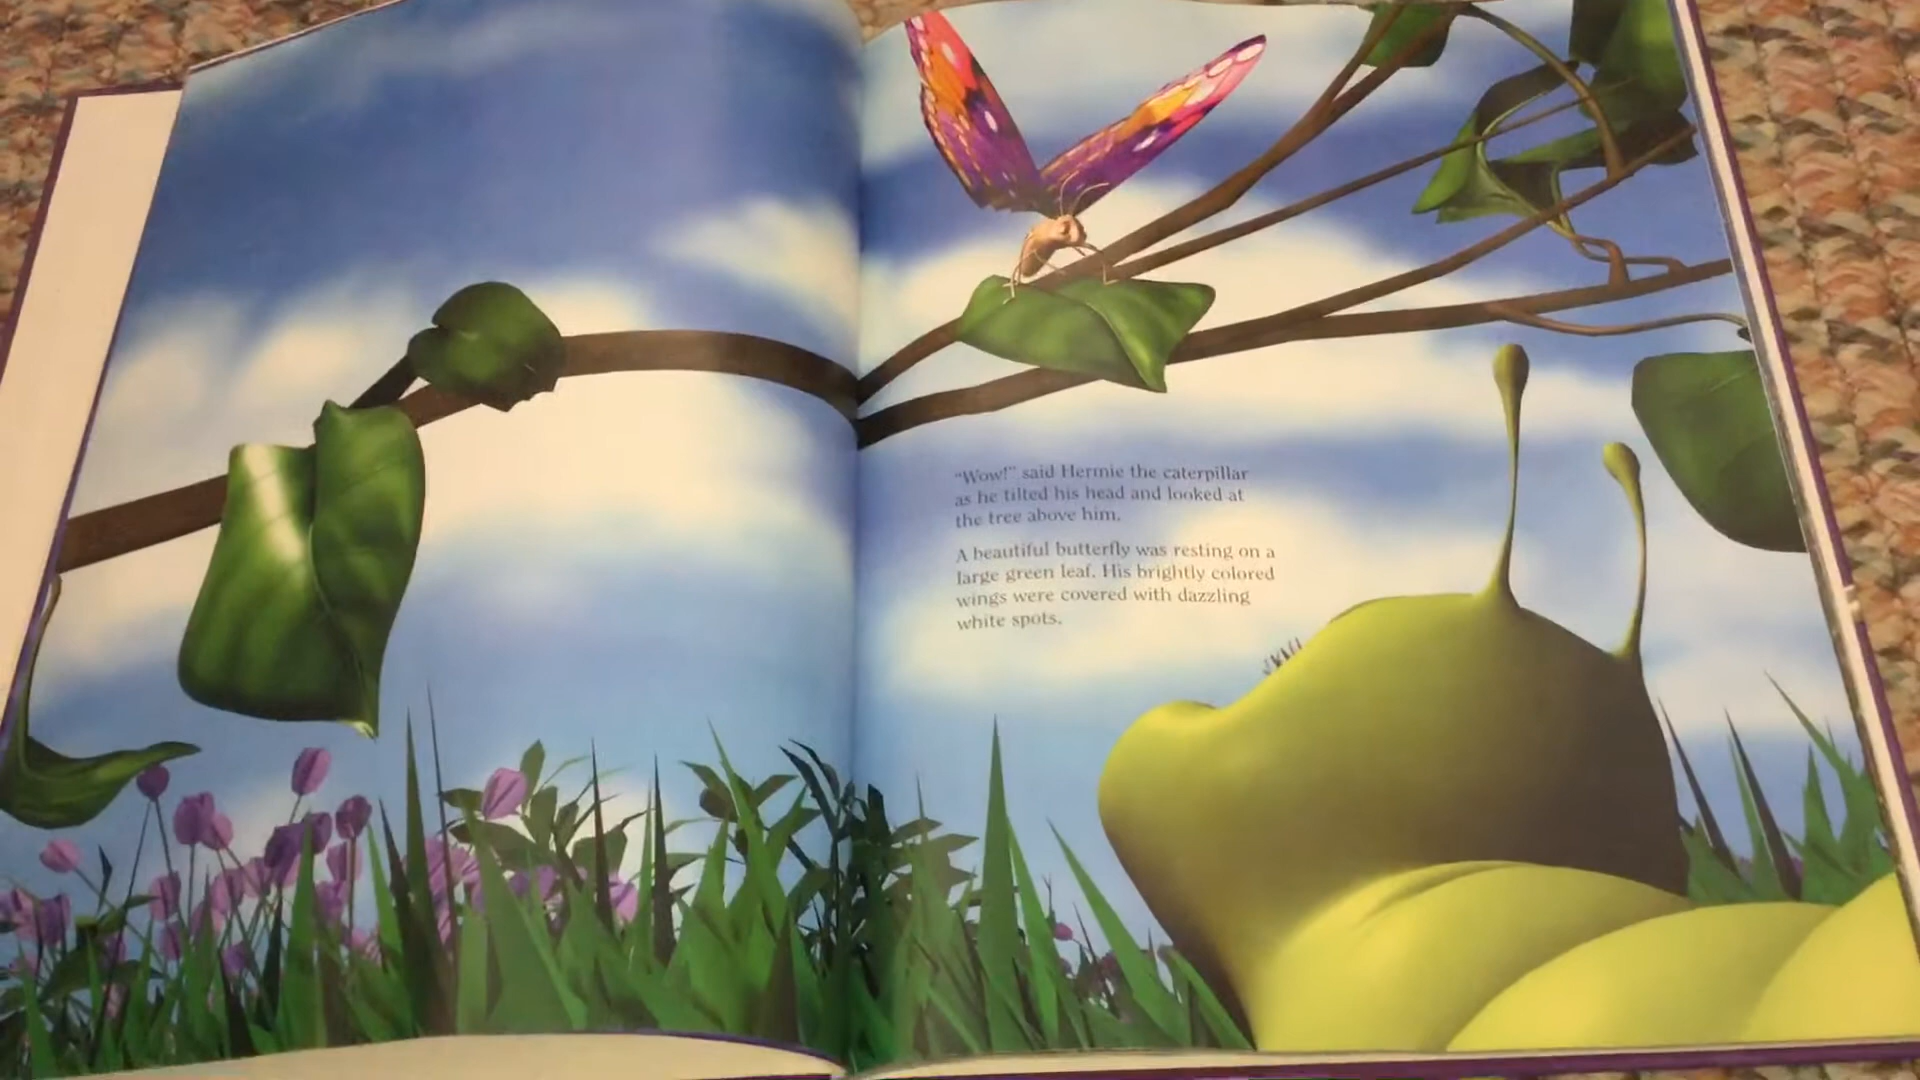 "Wow!" said Hermie the caterpillar
as he tilted his head and looked at
the tree above him.
A beautiful butterfly was resting on a
large green leaf. His brightly colored
wings were covered with dazzling
white spots.